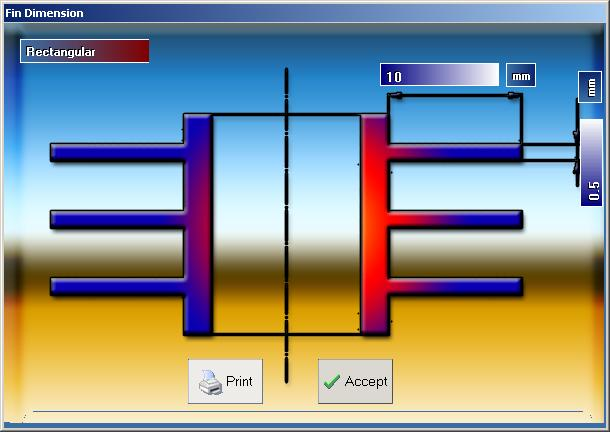 Fin Dimension
Rectangular
10
mm
mm
0.5
Print
Accept